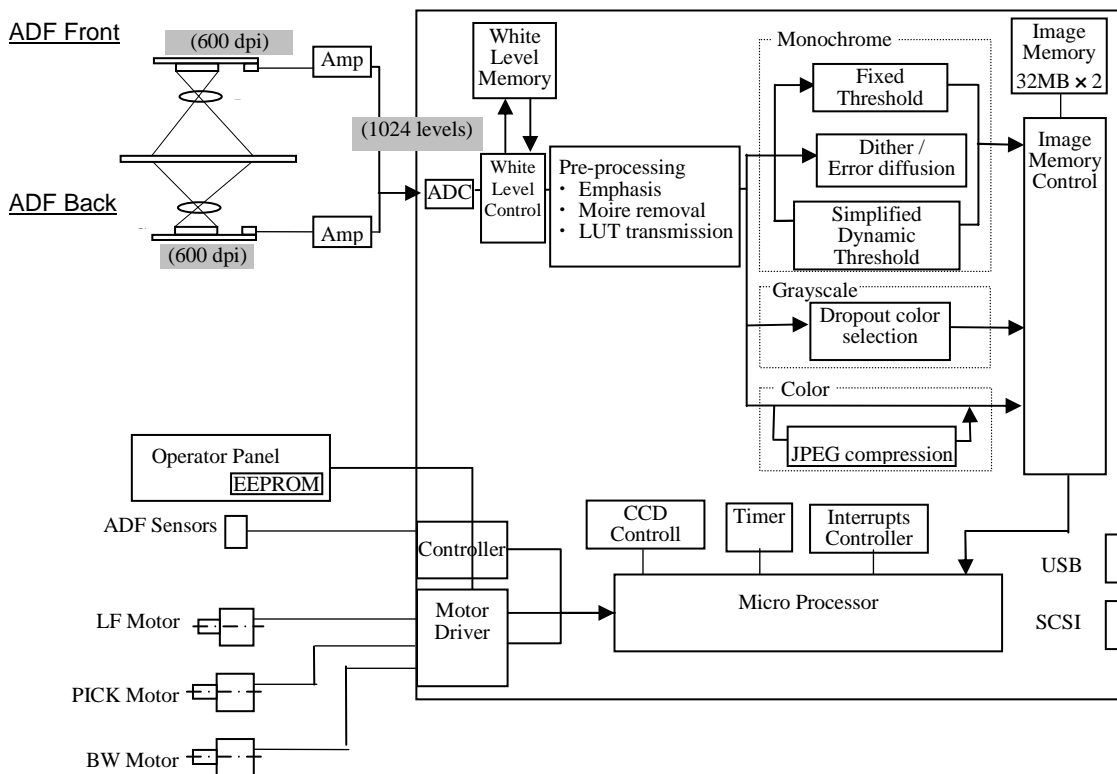 ADF Front
(600 dpi)
Amp
White
Level
Memory
Monochrome
Fixed
Threshold
Image
Memory
32MB × 2
(1024 levels)
ADC
White
Level
Control
Pre-processing
・ Emphasis
・ Moire removal
・ LUT transmission
Dither /
Error diffusion
Image
Memory
Control
ADF Back
(600 dpi)
Amp
Simplified
Dynamic
Threshold
Grayscale
Dropout color
selection
Color
JPEG compression
Operator Panel
EEPROM
ADF Sensors
Controller
CCD
Controll
Timer
Interrupts
Controller
USB
LF Motor
Motor
Driver
Micro Processor
SCSI
PICK Motor
BW Motor